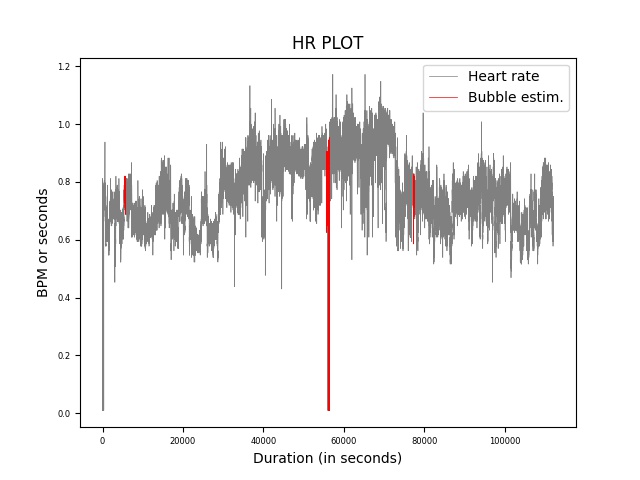 HR PLOT
Heart rate
Bubble estim.
1.2
1.0
0.8
0.6
0.4
0.2
0.0
BPM or seconds
0 20000 40000 60000 80000 100000
Duration (in seconds)